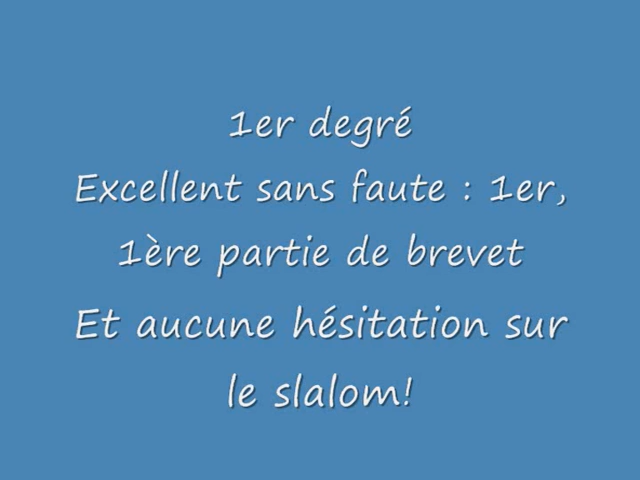 1er degré
Excellent sans faute : 1er,
1ère partie de brevet
Et aucune hésitation sur
le slalom!